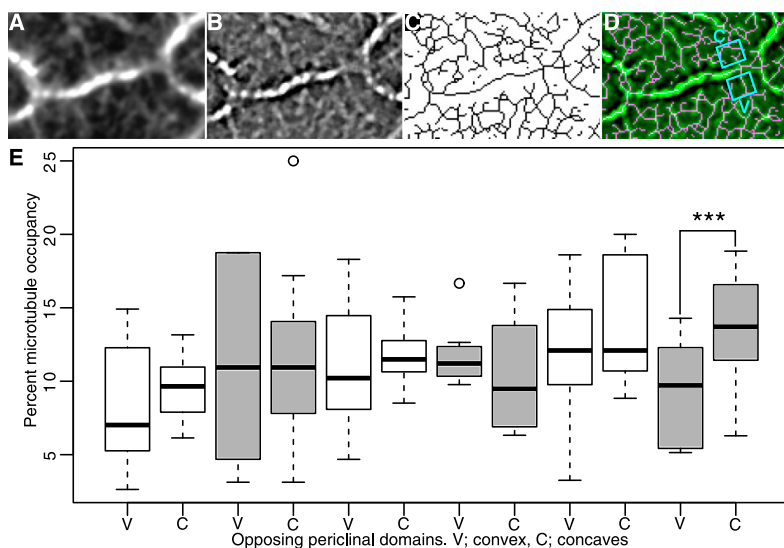 A B C D
C
V
E
Percent microtubule occupancy
25
20
15
10
5
***
V C V C V C V C V C V C
Opposing periclinal domains. V; convex, C; concaves